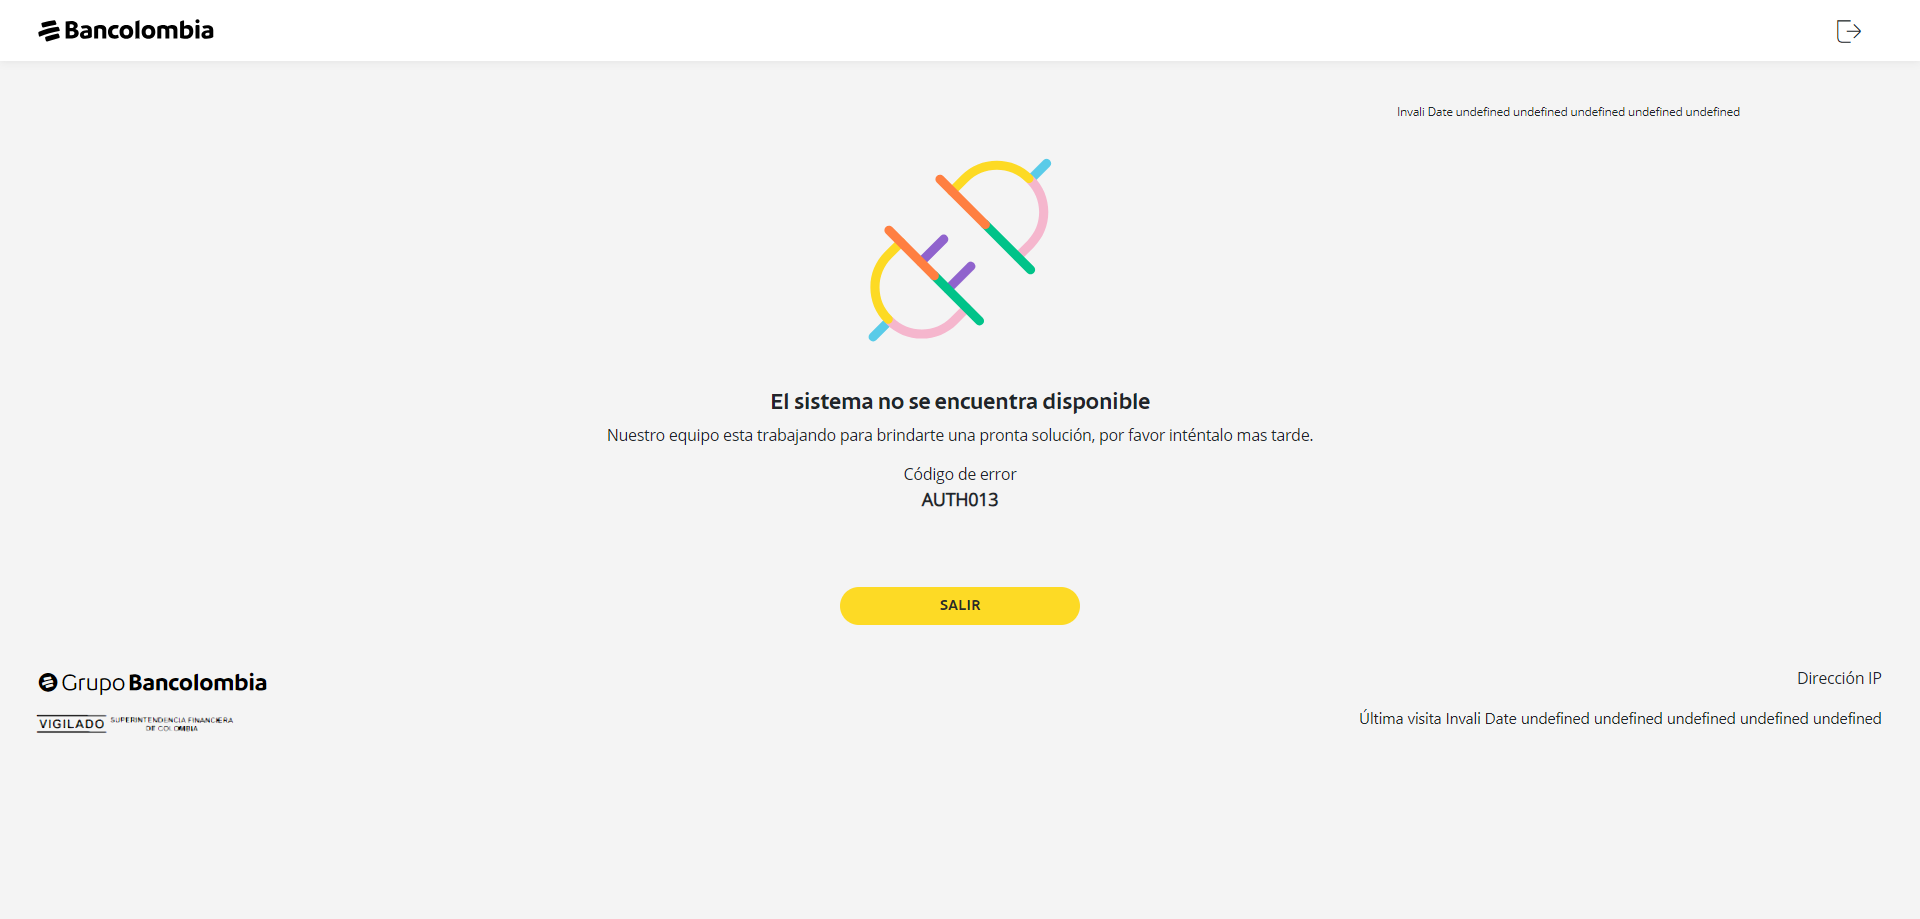 Bancolombia
Invali Date undefined undefined undefined undefined undefined
El sistema no se encuentra disponible
Nuestro equipo esta trabajando para brindarte una pronta solución, por favor inténtalo mas tarde.
Código de error
AUTH013
SALIR
Grupo Bancolombia
Dirección IP
VIGILADO SUPERINTENDENCIA FINANCIERA
DE COLOMBIA
Última visita Invali Date undefined undefined undefined undefined undefined